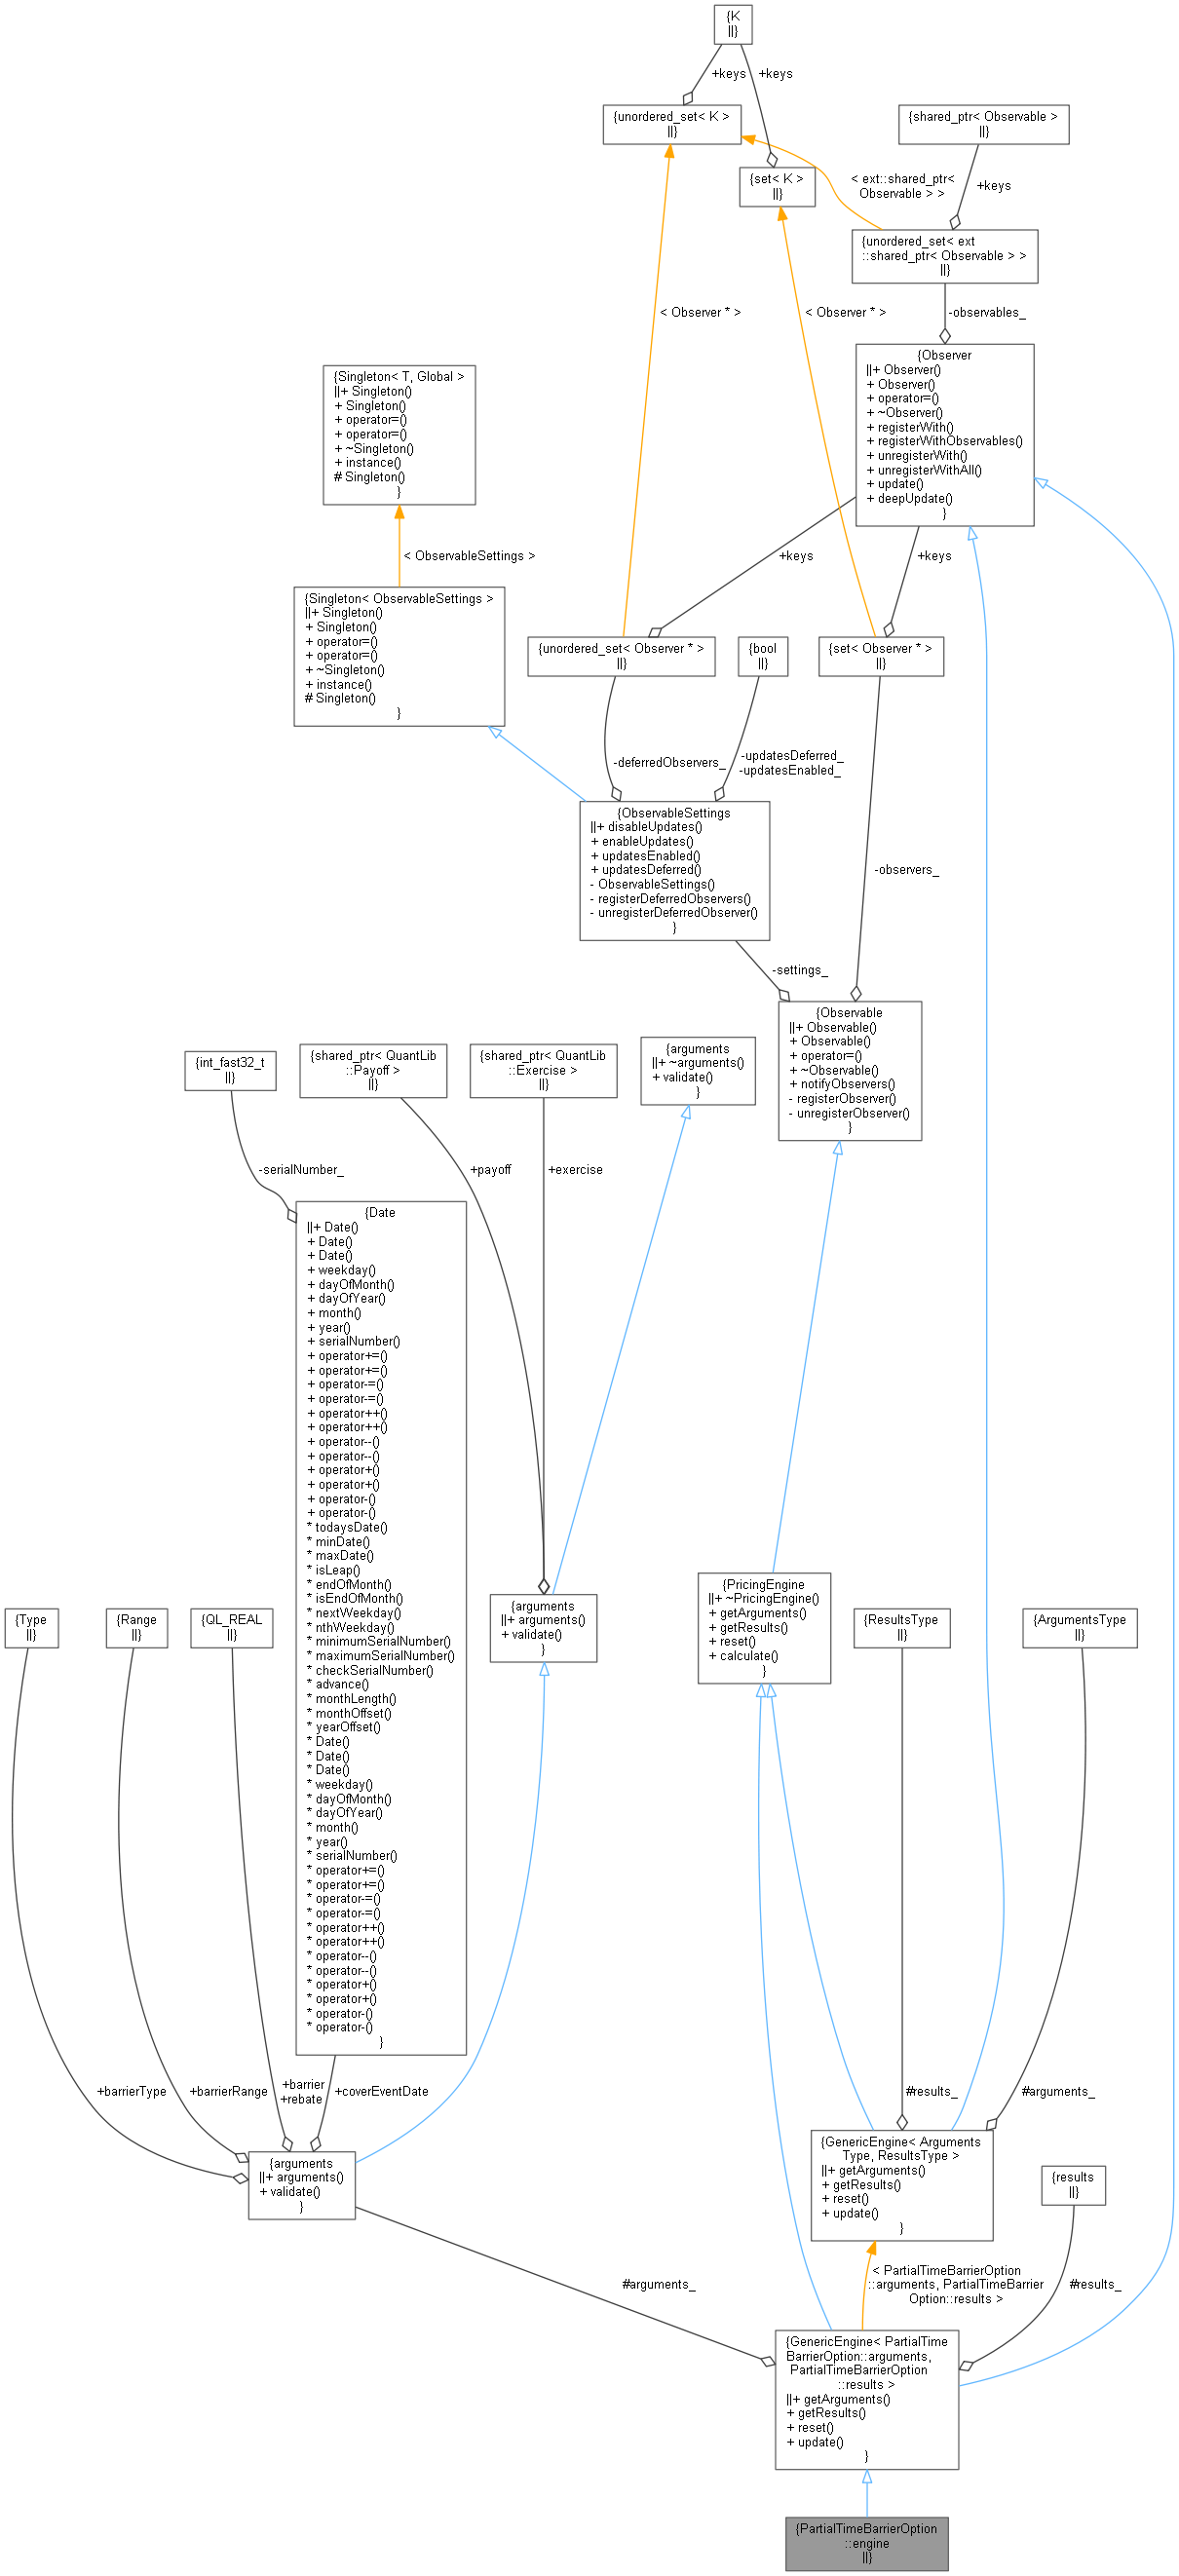 {K
||}
+keys
+keys
{unordered_set< K >
||}
{shared_ptr< Observable >
||}
{set< K >
||}
< ext::shared_ptr<
Observable > >
+keys
{unordered_set< ext
::shared_ptr< Observable > >
||}
< Observer * >
< Observer * >
-observables_
{Observer
||+ Observer()
+ Observer()
+ operator=()
+ ~Observer()
+ registerWith()
+ registerWithObservables()
+ unregisterWith()
+ unregisterWithAll()
+ update()
+ deepUpdate()
}
{Singleton< T, Global >
||+ Singleton()
+ Singleton()
+ operator=()
+ operator=()
+ ~Singleton()
+ instance()
# Singleton()
}
< ObservableSettings >
+keys
+keys
{Singleton< ObservableSettings >
||+ Singleton()
+ Singleton()
+ operator=()
+ operator=()
+ ~Singleton()
+ instance()
# Singleton()
}
{unordered_set< Observer * >
||}
{bool
||}
{set< Observer * >
||}
-deferredObservers_
-updatesDeferred_
-updatesEnabled_
{ObservableSettings
||+ disableUpdates()
+ enableUpdates()
+ updatesEnabled()
+ updatesDeferred()
- ObservableSettings()
- registerDeferredObservers()
- unregisterDeferredObserver()
}
-observers_
-settings_
{Observable
||+ Observable()
+ Observable()
+ operator=()
+ ~Observable()
+ notifyObservers()
- registerObserver()
- unregisterObserver()
}
{int_fast32_t
||}
{shared_ptr< QuantLib
::Payoff >
||}
{shared_ptr< QuantLib
::Exercise >
||}
{arguments
||+ ~arguments()
+ validate()
}
-serialNumber_
+payoff
+exercise
{Date
||+ Date()
+ Date()
+ Date()
+ weekday()
+ dayOfMonth()
+ dayOfYear()
+ month()
+ year()
+ serialNumber()
+ operator+=()
+ operator+=()
+ operator-=()
+ operator-=()
+ operator++()
+ operator++()
+ operator--()
+ operator--()
+ operator+()
+ operator+()
+ operator-()
+ operator-()
* todaysDate()
* minDate()
* maxDate()
* isLeap()
* endOfMonth()
* isEndOfMonth()
* nextWeekday()
* nthWeekday()
* minimumSerialNumber()
* maximumSerialNumber()
* checkSerialNumber()
* advance()
* monthLength()
* monthOffset()
* yearOffset()
* Date()
* Date()
* Date()
* weekday()
* dayOfMonth()
* dayOfYear()
* month()
* year()
* serialNumber()
* operator+=()
* operator+=()
* operator-=()
* operator-=()
* operator++()
* operator++()
* operator--()
* operator--()
* operator+()
* operator+()
* operator-()
* operator-()
}
{Type
||}
{Range
||}
{QL_REAL
||}
{arguments
||+ arguments()
+ validate()
}
{PricingEngine
||+ ~PricingEngine()
+ getArguments()
+ getResults()
+ reset()
+ calculate()
}
{ResultsType
||}
{ArgumentsType
||}
+barrierType
+barrierRange
+barrier
+rebate
+coverEventDate
#results_
#arguments_
{arguments
||+ arguments()
+ validate()
}
{GenericEngine< Arguments
Type, ResultsType >
||+ getArguments()
+ getResults()
+ reset()
+ update()
}
{results
||}
#arguments_
< PartialTimeBarrierOption
::arguments, PartialTimeBarrier
Option::results >
#results_
{GenericEngine< PartialTime
BarrierOption::arguments,
PartialTimeBarrierOption
::results >
||+ getArguments()
+ getResults()
+ reset()
+ update()
}
{PartialTimeBarrierOption
::engine
||}